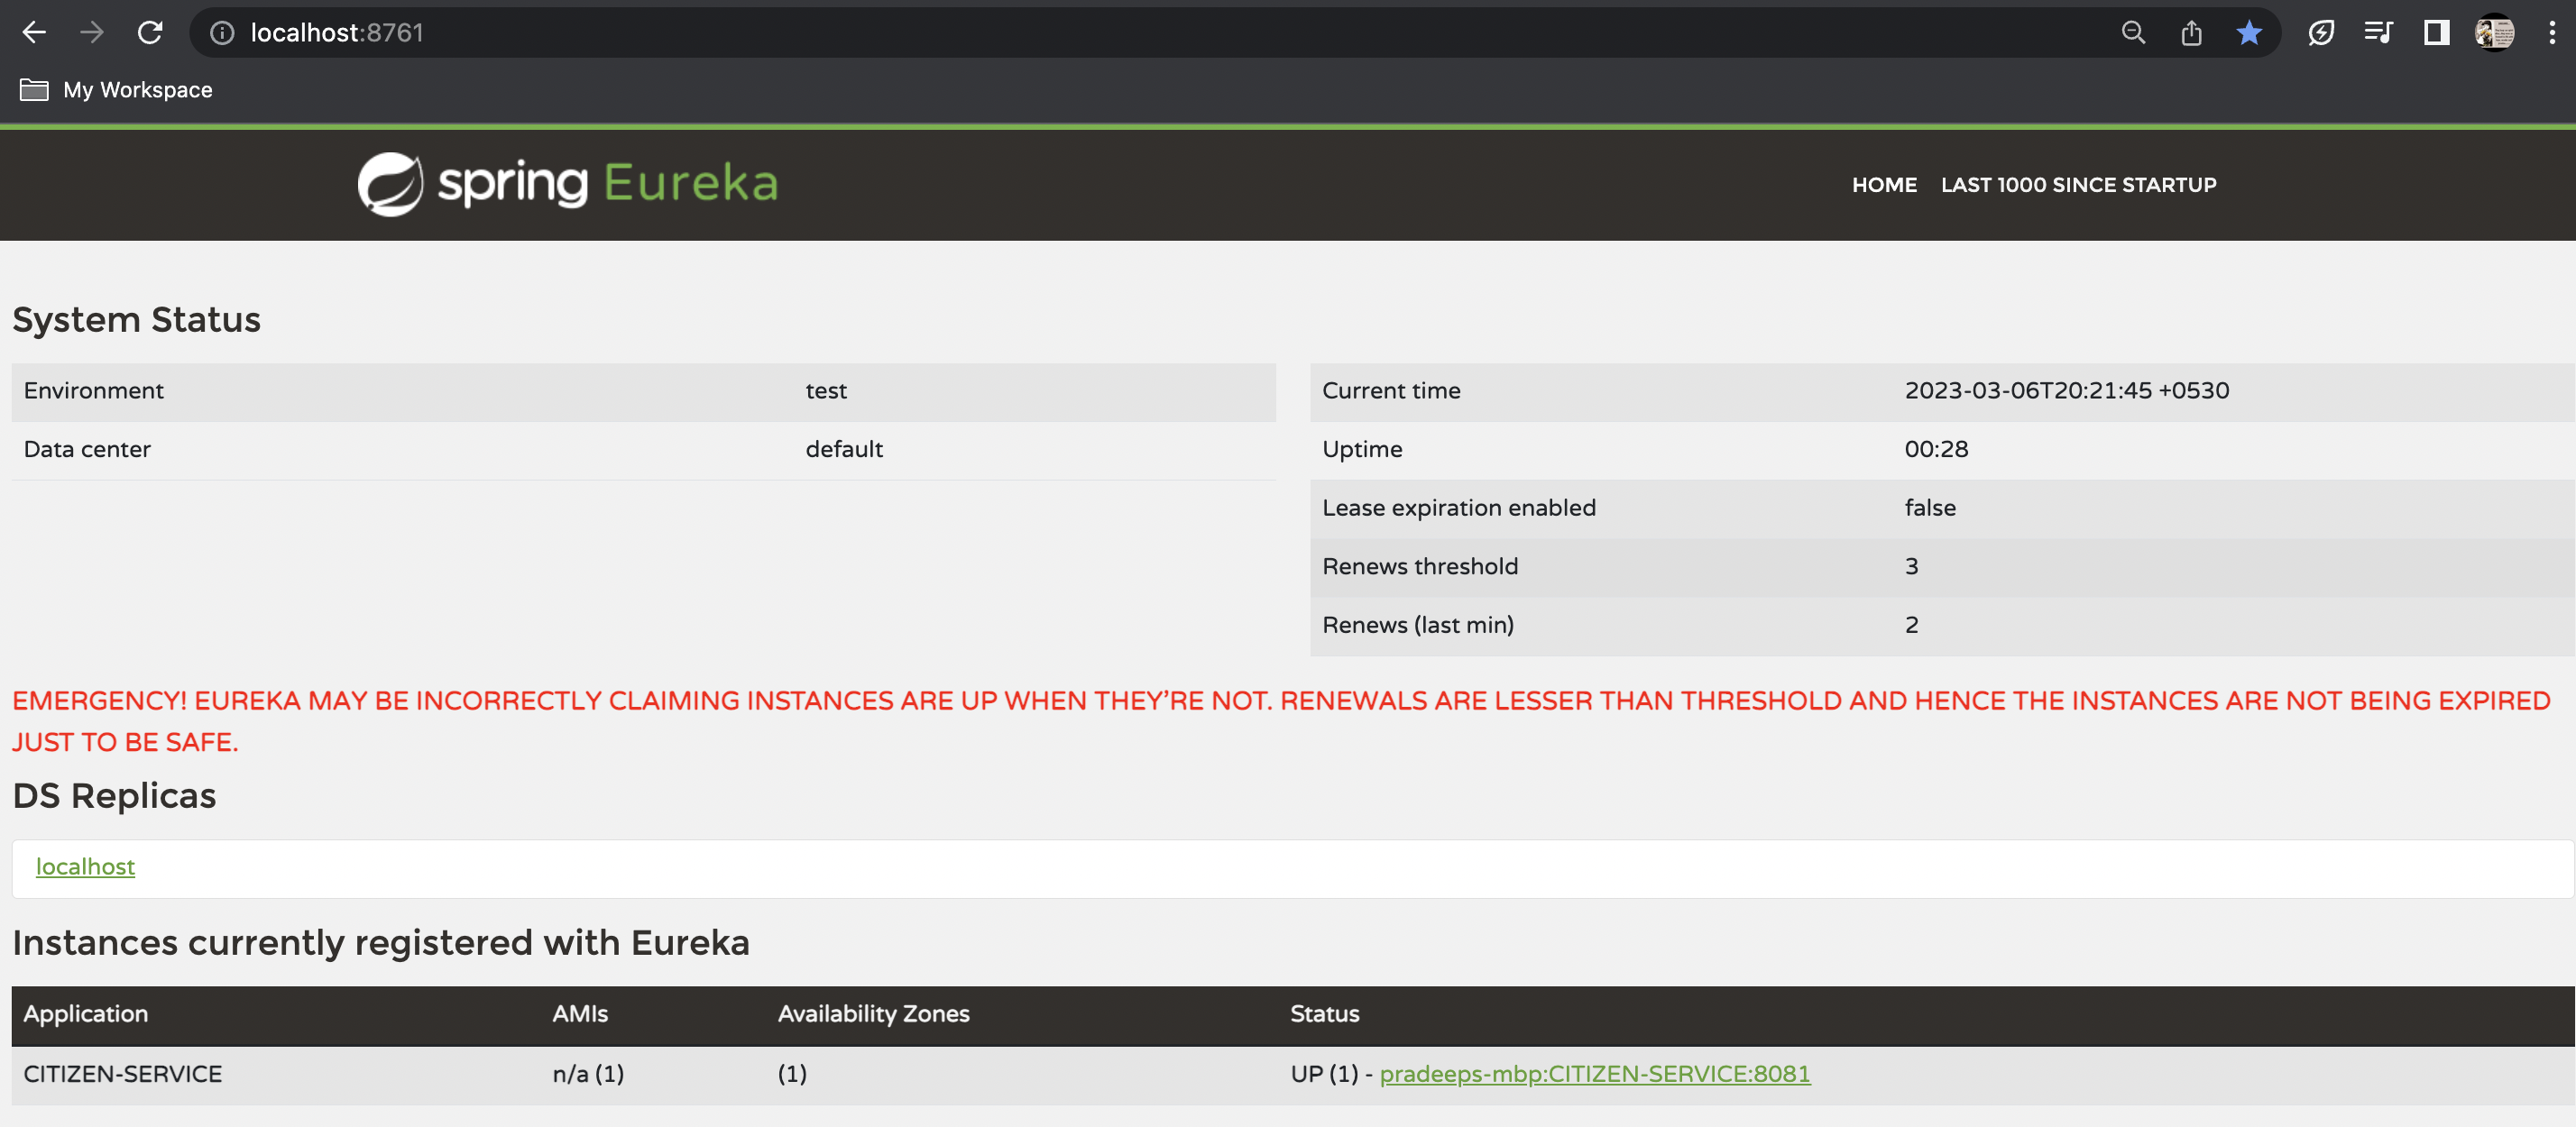 localhost:8761
My Workspace
spring Eureka
HOME LAST 1000 SINCE STARTUP
System Status
Environment test
Data center default
Current time 2023-03-06T20:21:45 +0530
Uptime 00:28
Lease expiration enabled false
Renews threshold 3
Renews (last min) 2
EMERGENCY! EUREKA MAY BE INCORRECTLY CLAIMING INSTANCES ARE UP WHEN THEY’RE NOT. RENEWALS ARE LESSER THAN THRESHOLD AND HENCE THE INSTANCES ARE NOT BEING EXPIRED
JUST TO BE SAFE.
DS Replicas
localhost
Instances currently registered with Eureka
Application AMIs Availability Zones Status
CITIZEN-SERVICE n/a (1) (1) UP (1) - pradeeps-mbp:CITIZEN-SERVICE:8081